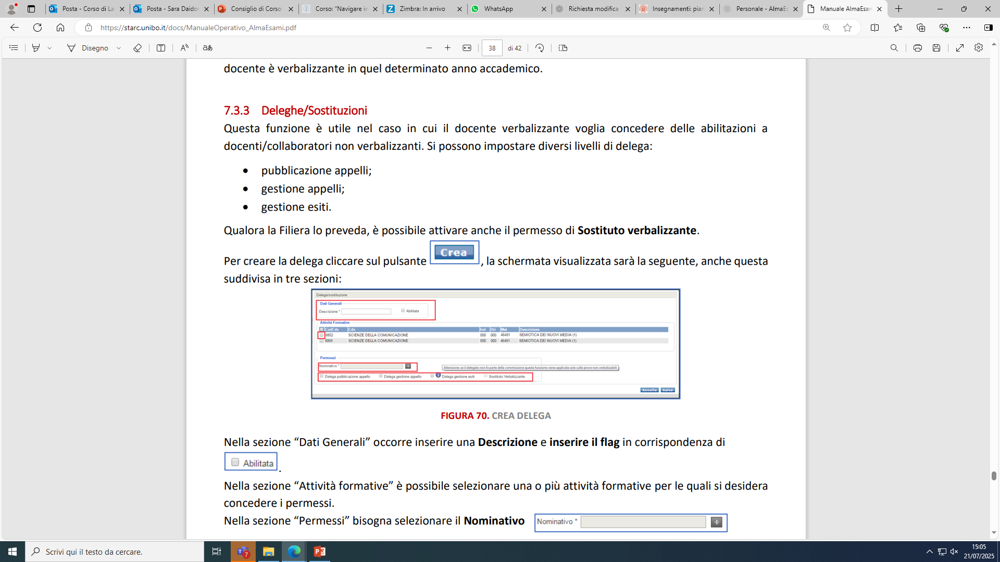 Posta - Corso di La
Posta - Sara Daido
Consiglio di Corso
Corso: "Navigare in
Zimbra: In arrivo
WhatsApp
Richiesta modifica
Insegnamenti: pian
Personale - AlmaEs
Manuale AlmaEsam
https://starc.unibo.it/docs/ManualeOperativo_AlmaEsami.pdf
Disegno
38 di 42
docente è verbalizzante in quel determinato anno accademico.
7.3.3 Deleghe/Sostituzioni
Questa funzione è utile nel caso in cui il docente verbalizzante voglia concedere delle abilitazioni a
docenti/collaboratori non verbalizzanti. Si possono impostare diversi livelli di delega:
• pubblicazione appelli;
• gestione appelli;
• gestione esiti.
Qualora la Filiera lo preveda, è possibile attivare anche il permesso di Sostituto verbalizzante.
Per creare la delega cliccare sul pulsante Crea , la schermata visualizzata sarà la seguente, anche questa
suddivisa in tre sezioni:
Delega/sostituzione
Dati Generali
Descrizione * Abilitata
Attività Formative
CodCds Cds Ind Ori Mat Descrizione
8852 SCIENZE DELLA COMUNICAZIONE 000 000 46491 SEMIOTICA DEI NUOVI MEDIA (1)
0069 SCIENZE DELLA COMUNICAZIONE 000 000 46491 SEMIOTICA DEI NUOVI MEDIA (1)
Permessi
Nominativo *
Attenzione: se il delegato non fa parte della commissione questa funzione viene applicata solo sulle prove non verbalizzabili
Delega pubblicazione appello Delega gestione appello Delega gestione esiti Sostituto Verbalizzante
Annulla Salva
FIGURA 70. CREA DELEGA
Nella sezione “Dati Generali” occorre inserire una Descrizione e inserire il flag in corrispondenza di
Abilitata .
Nella sezione “Attività formative” è possibile selezionare una o più attività formative per le quali si desidera
concedere i permessi.
Nella sezione “Permessi” bisogna selezionare il Nominativo Nominativo *
Scrivi qui il testo da cercare.
7
15:05
21/07/2025